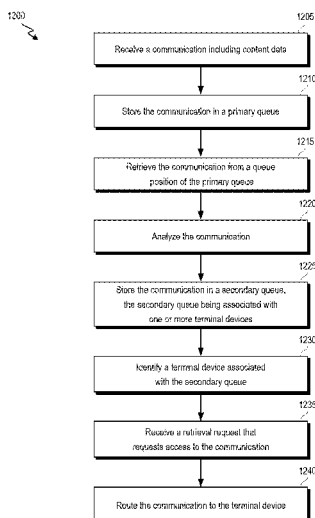 1200
1205
Receive a communication including content data
1210
Store the communication in a primary queue
1215
Retrieve the communication from a queue
position of the primary queue
1220
Analyze the communication
1225
Store the communication in a secondary queue,
the secondary queue being associated with
one or more terminal devices
1230
Identify a terminal device associated
with the secondary queue
1235
Receive a retrieval request that
requests access to the communication
1240
Route the communication to the terminal device